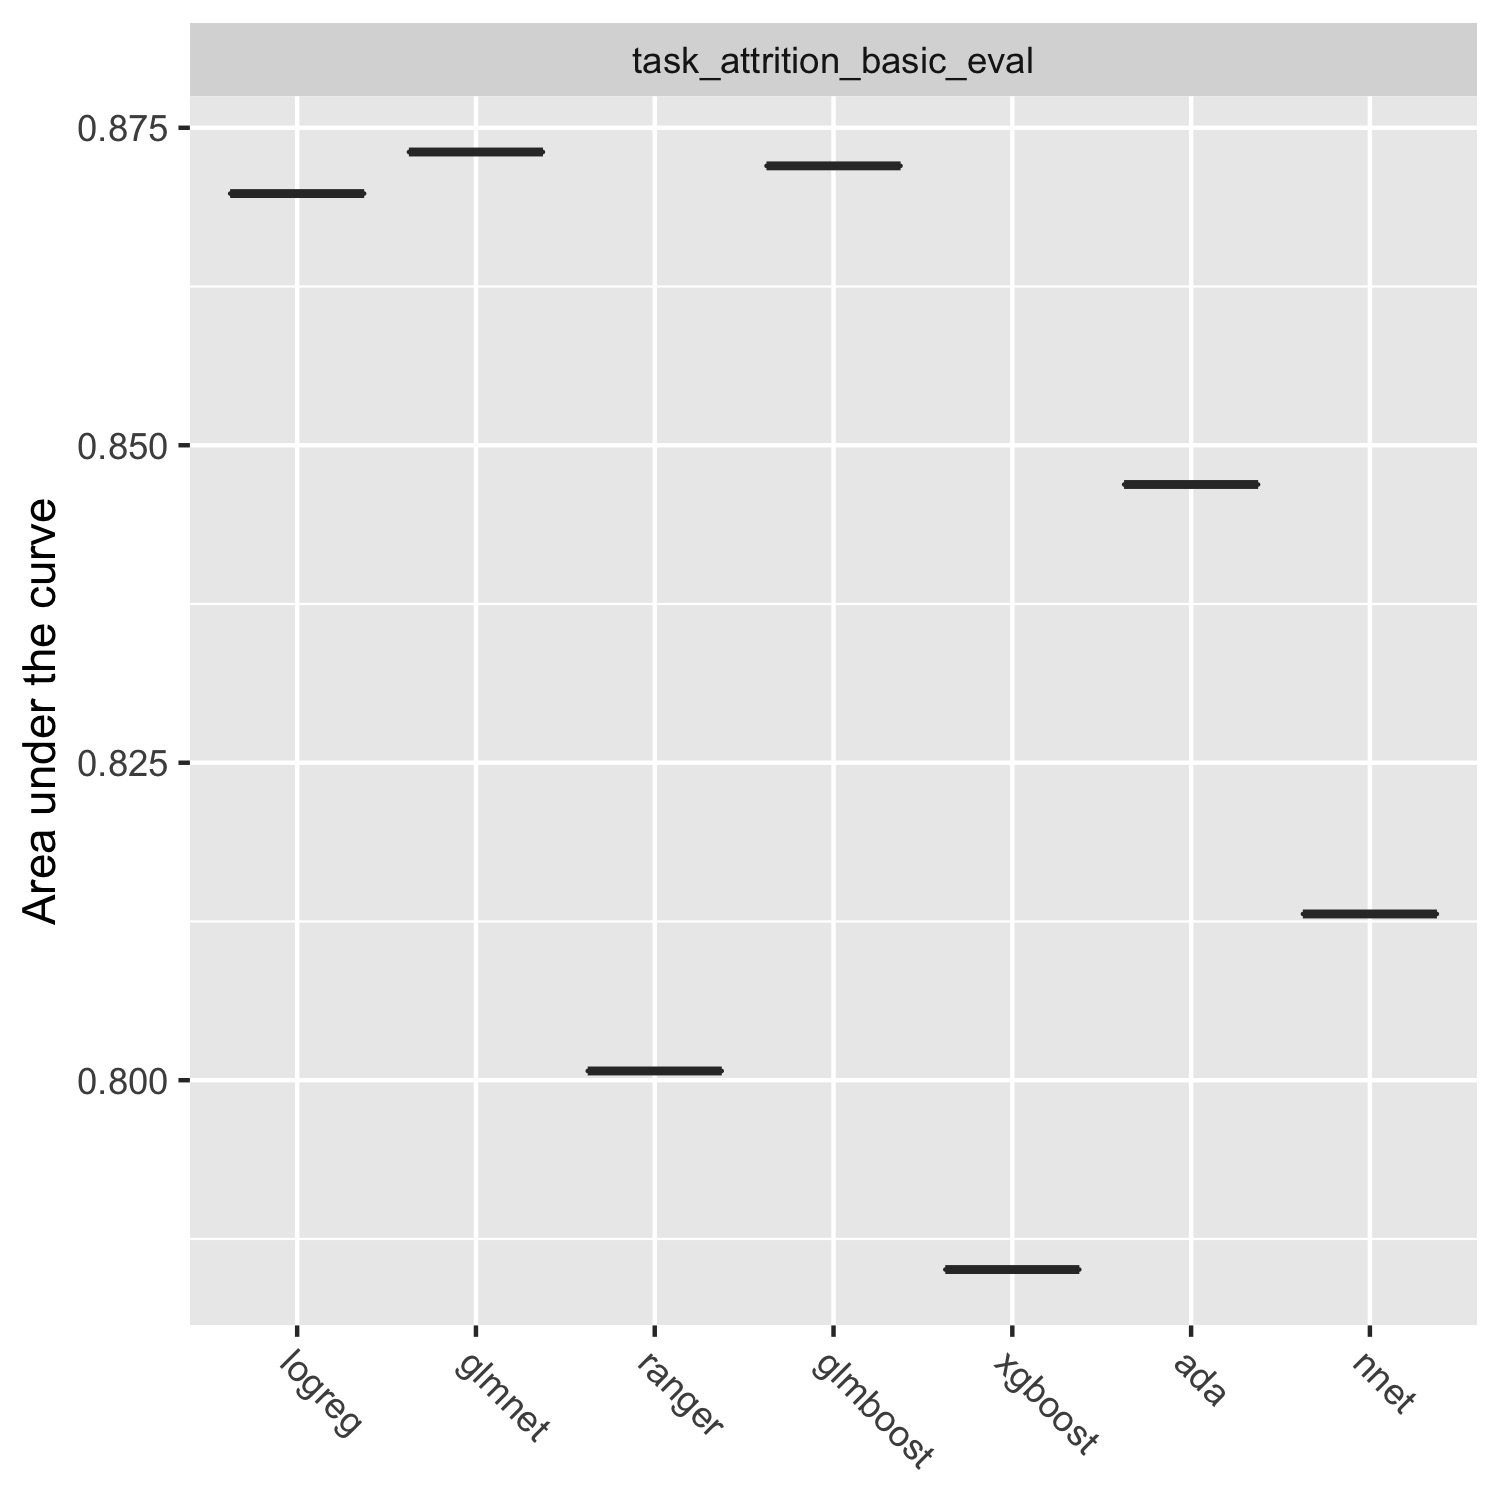 task_attrition_basic_eval
0.875
0.850
0.825
0.800
Area under the curve
logreg
glmnet
ranger
glmboost
xgboost
ada
nnet